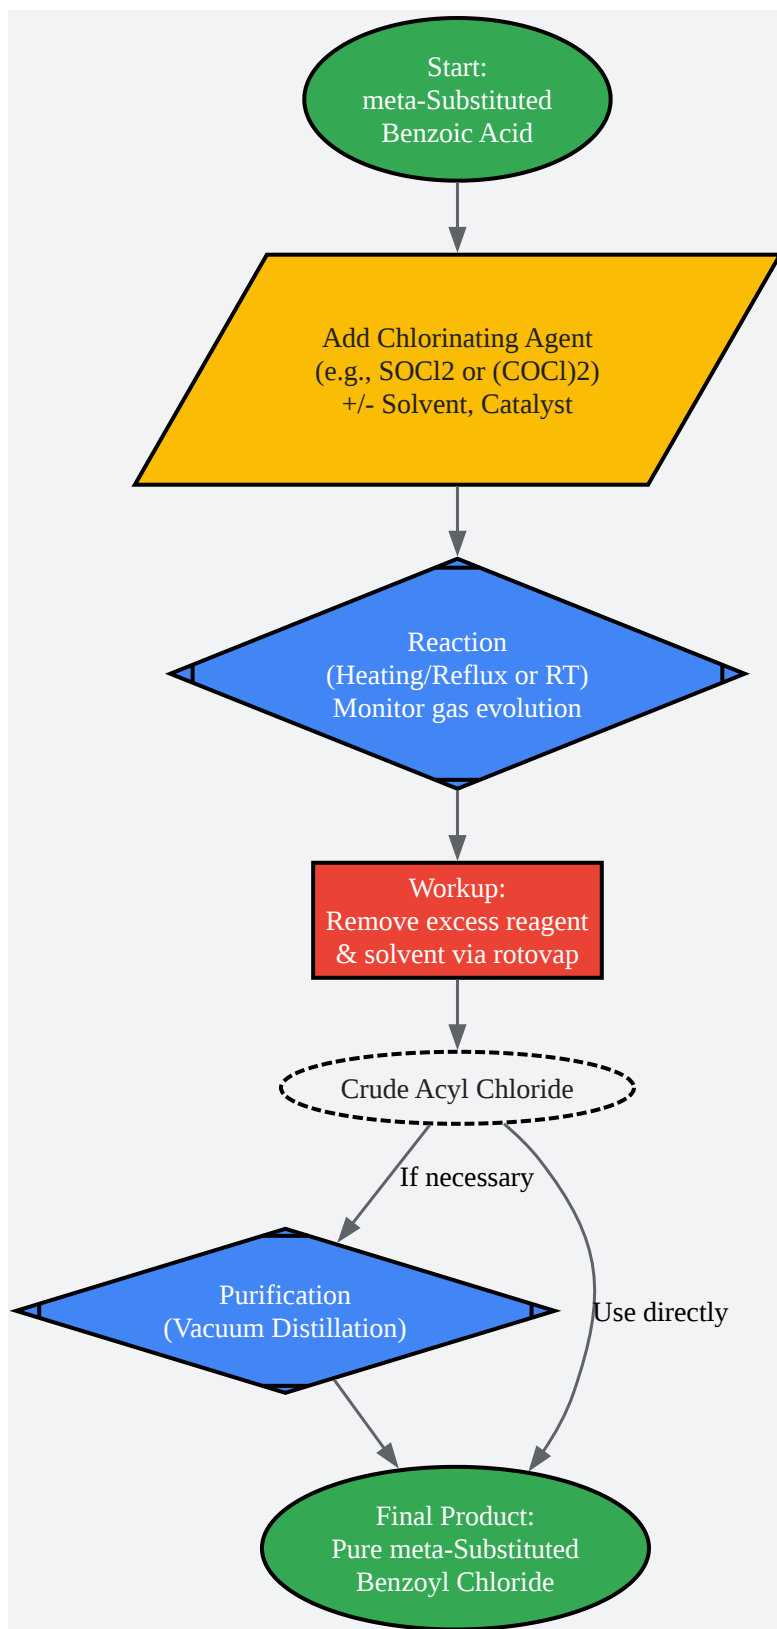 Start:
meta-Substituted
Benzoic Acid
Add Chlorinating Agent
(e.g., SOCl2 or (COCl)2)
+/- Solvent, Catalyst
Reaction
(Heating/Reflux or RT)
Monitor gas evolution
Workup:
Remove excess reagent
& solvent via rotovap
Crude Acyl Chloride
If necessary
Purification
(Vacuum Distillation)
Use directly
Final Product:
Pure meta-Substituted
Benzoyl Chloride